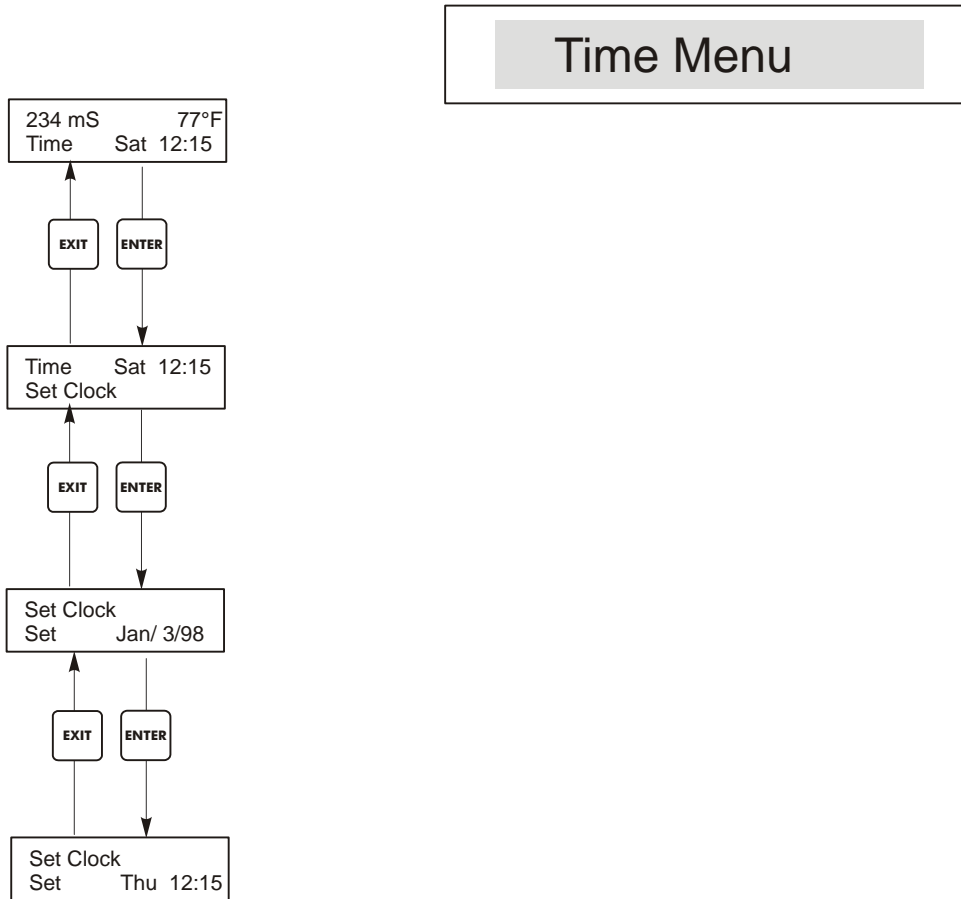 Time Menu
234 mS 77°F
Time Sat 12:15
EXIT ENTER
Time Sat 12:15
Set Clock
EXIT ENTER
Set Clock
Set Jan/ 3/98
EXIT ENTER
Set Clock
Set Thu 12:15